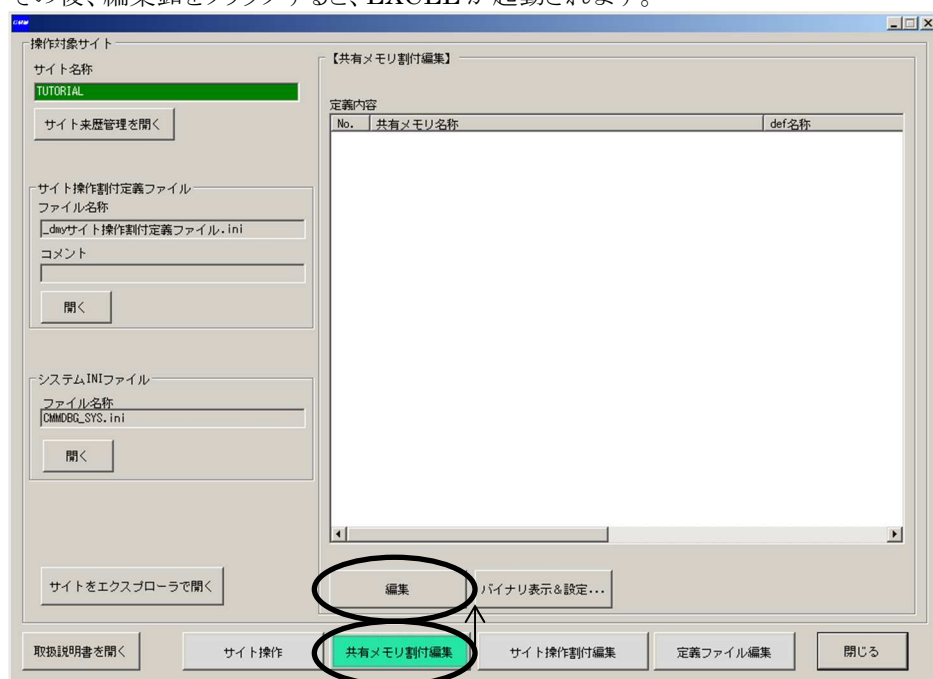 その後、編集釦をクリックすると、EXCELが起動されます。
CMM
操作対象サイト
サイト名称
TUTORIAL
サイト来歴管理を開く
サイト操作割付定義ファイル
ファイル名称
_dmyサイト操作割付定義ファイル.ini
コメント
開く
システムINIファイル
ファイル名称
CMMDBG_SYS.ini
開く
サイトをエクスプローラで開く
【共有メモリ割付編集】
定義内容
No. 共有メモリ名称 def名称
編集 バイナリ表示&設定...
取扱説明書を開く サイト操作 共有メモリ割付編集 サイト操作割付編集 定義ファイル編集 閉じる